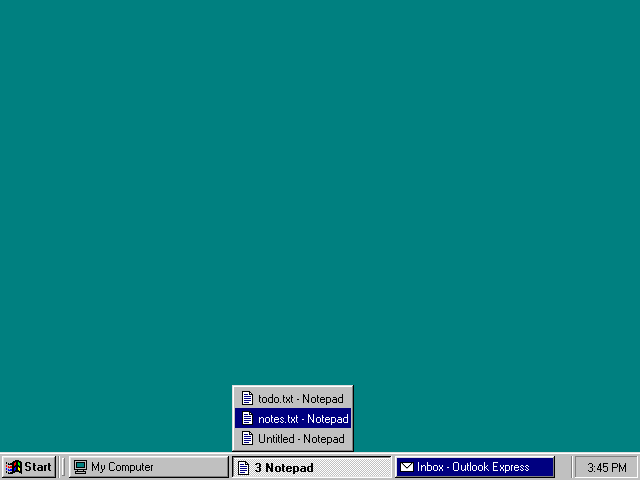 todo.txt - Notepad
notes.txt - Notepad
Untitled - Notepad
Start
My Computer
3 Notepad
Inbox - Outlook Express
3:45 PM